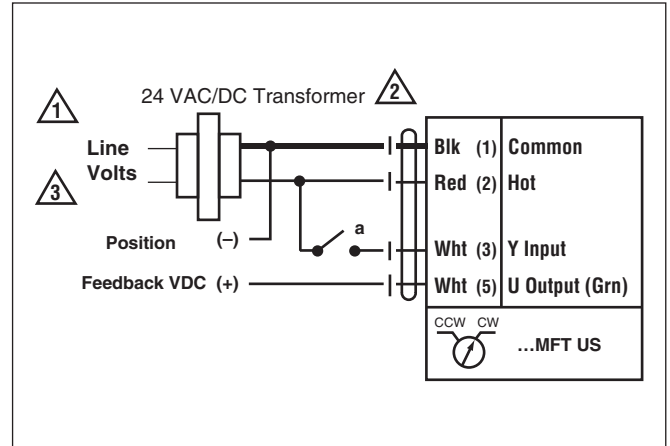 24 VAC/DC Transformer
1
2
3
Line
Volts
Position (–)
Feedback VDC (+)
a
Blk (1) Common
Red (2) Hot
Wht (3) Y Input
Wht (5) U Output (Grn)
CCW CW
...MFT US